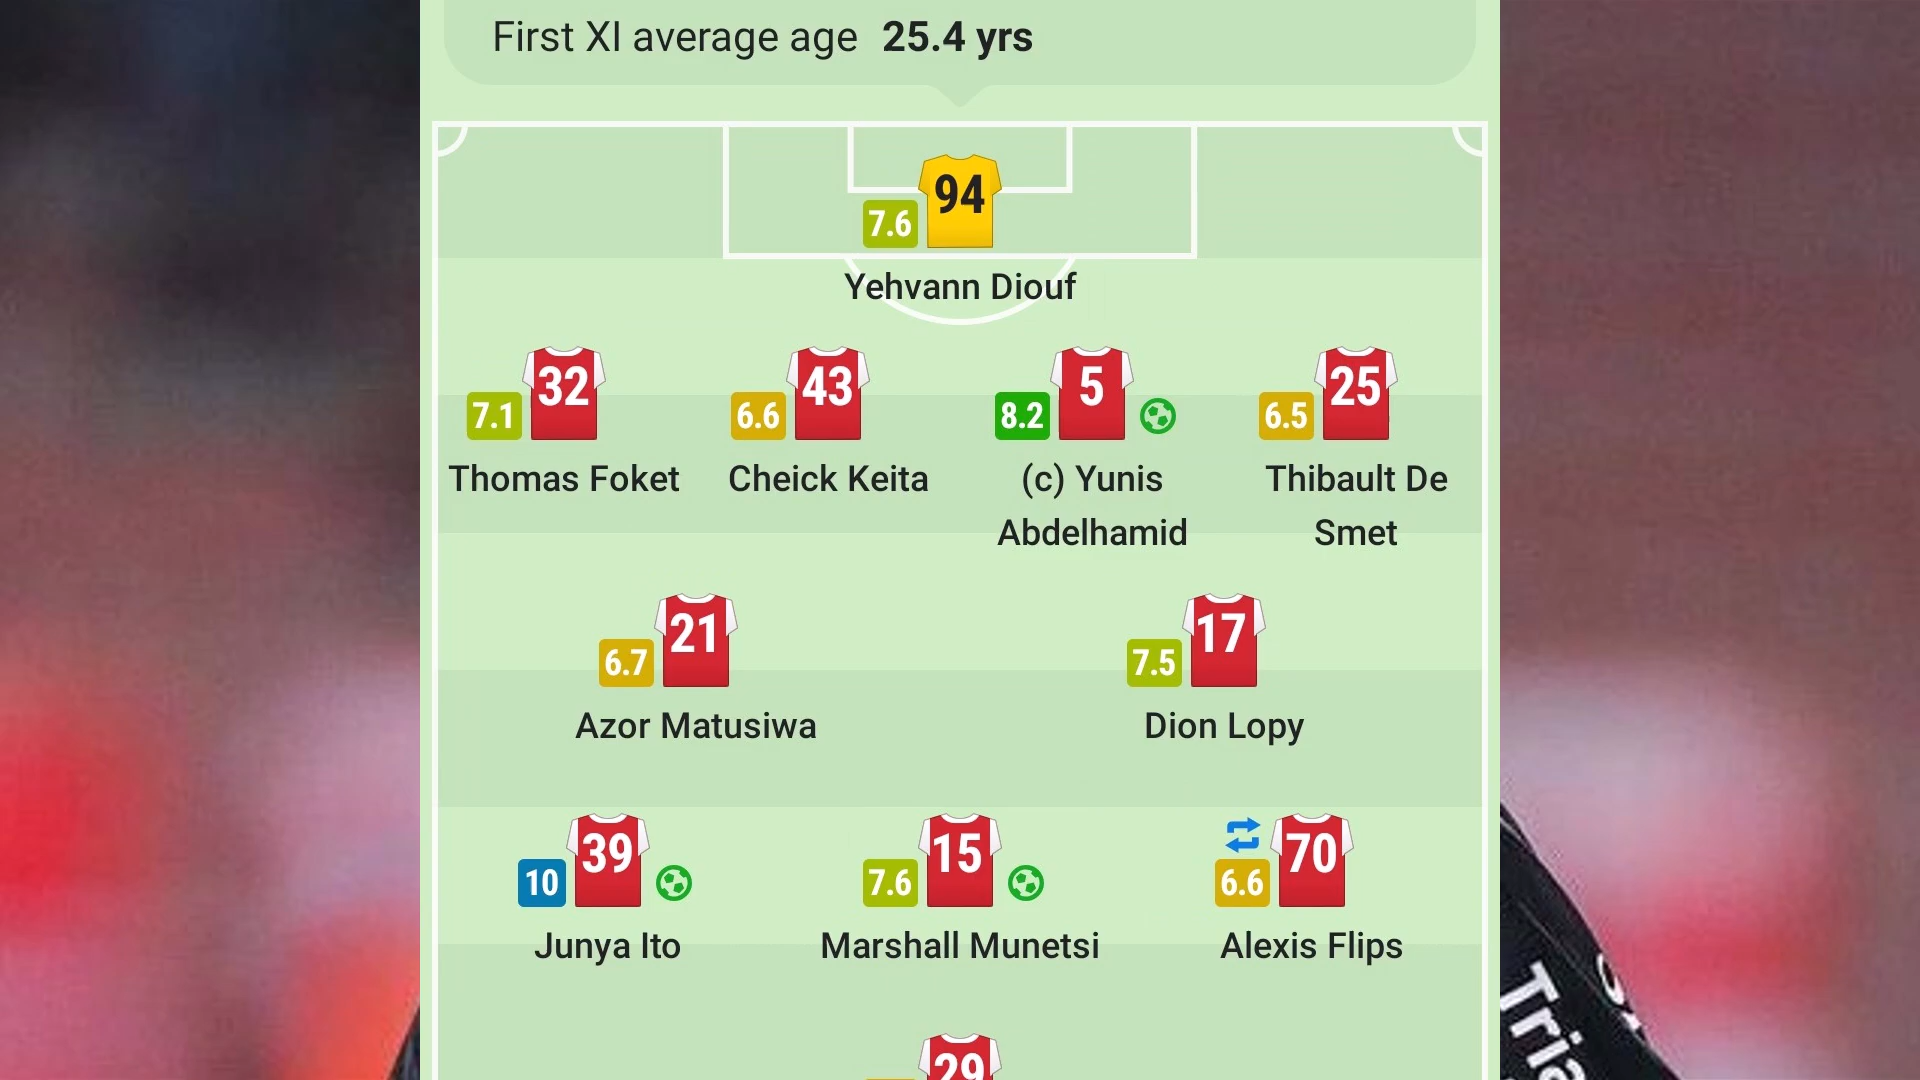 First XI average age 25.4 yrs
94
7.6
Yehvann Diouf
32 43 5 25
7.1 6.6 8.2 6.5
Thomas Foket Cheick Keita (c) Yunis Thibault De
Abdelhamid Smet
21 17
6.7 7.5
Azor Matusiwa Dion Lopy
39 15 70
10 7.6 6.6
Junya Ito Marshall Munetsi Alexis Flips
29